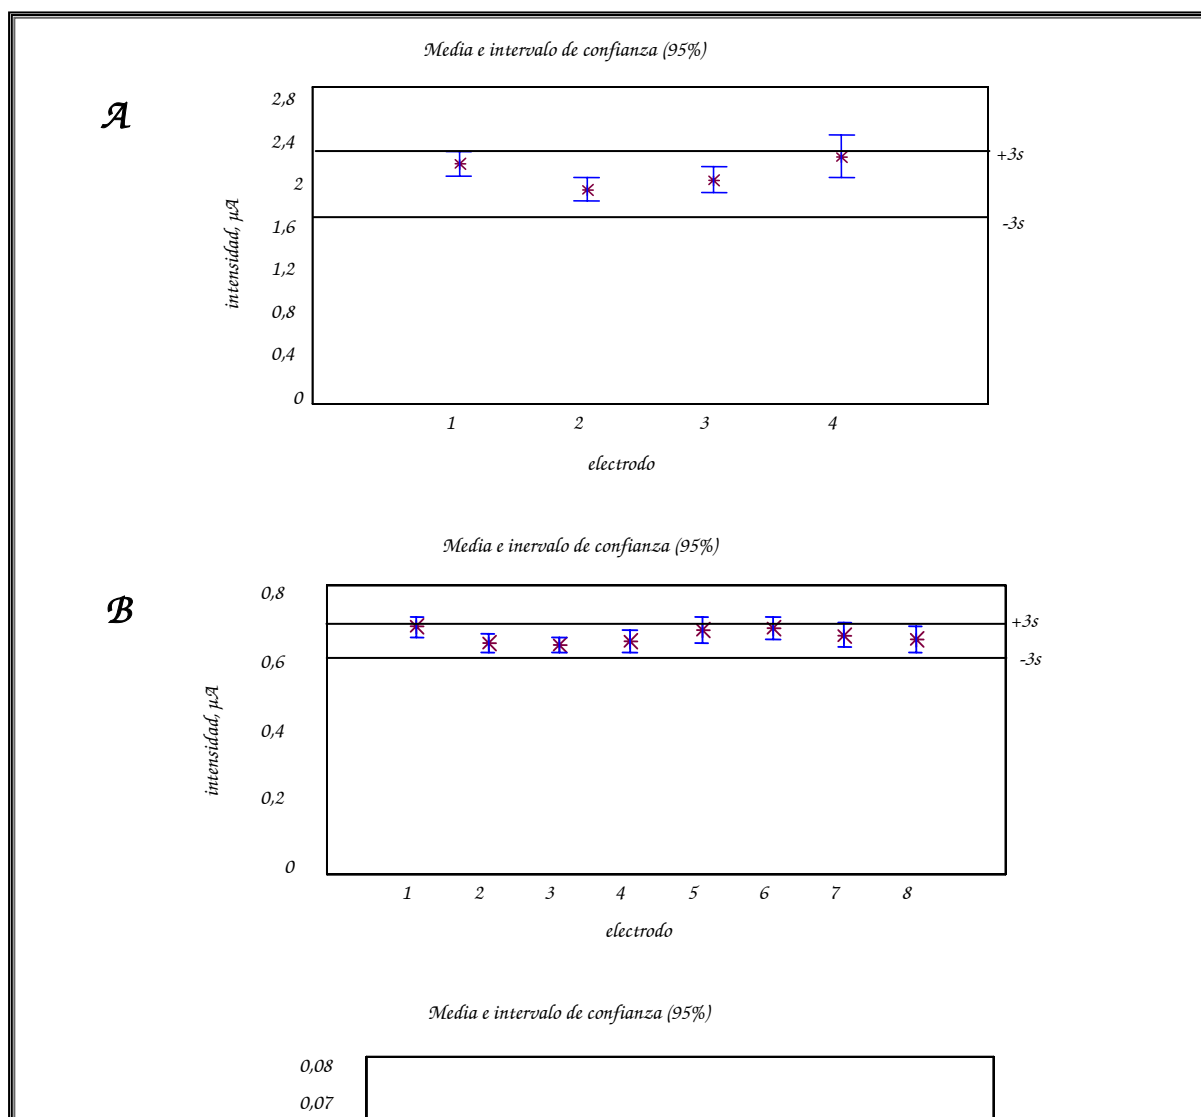 Media e intervalo de confianza (95%)
A
2,8
2,4
2
1,6
1,2
0,8
0,4
0
intensidad, µA
+3s
-3s
1 2 3 4
electrodo
Media e inervalo de confianza (95%)
B
0,8
0,6
0,4
0,2
0
intensidad, µA
+3s
-3s
1 2 3 4 5 6 7 8
electrodo
Media e intervalo de confianza (95%)
0,08
0,07